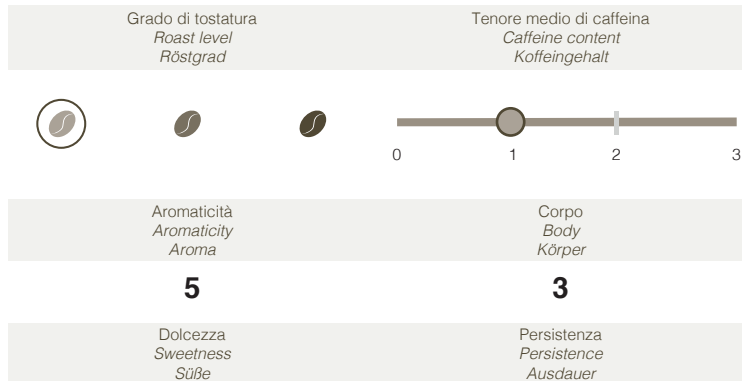 Grado di tostatura
Roast level
Röstgrad
Tenore medio di caffeina
Caffeine content
Koffeingehalt
0 1 2 3
Aromaticità
Aromaticity
Aroma
Corpo
Body
Körper
5
3
Dolcezza
Sweetness
Süße
Persistenza
Persistence
Ausdauer